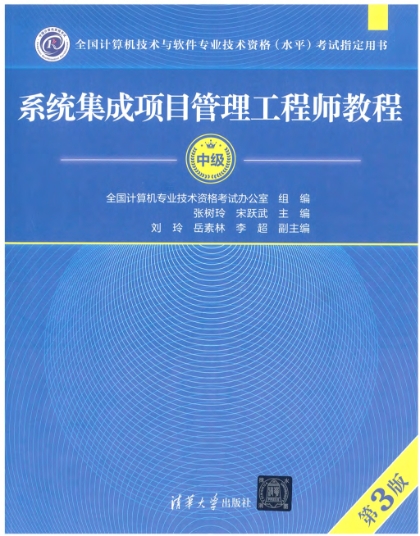 全国计算机技术与软件专业技术资格（水平）考试指定用书
系统集成项目管理工程师教程
中级
全国计算机专业技术资格考试办公室 组 编
张树玲 宋跃武 主 编
刘 玲 岳素林 李 超 副主编
清华大学出版社
第3版